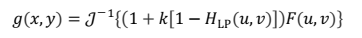 g(x, y) = 𝒥⁻¹{(1 + k[1 − H_LP(u, v)])F(u, v)}